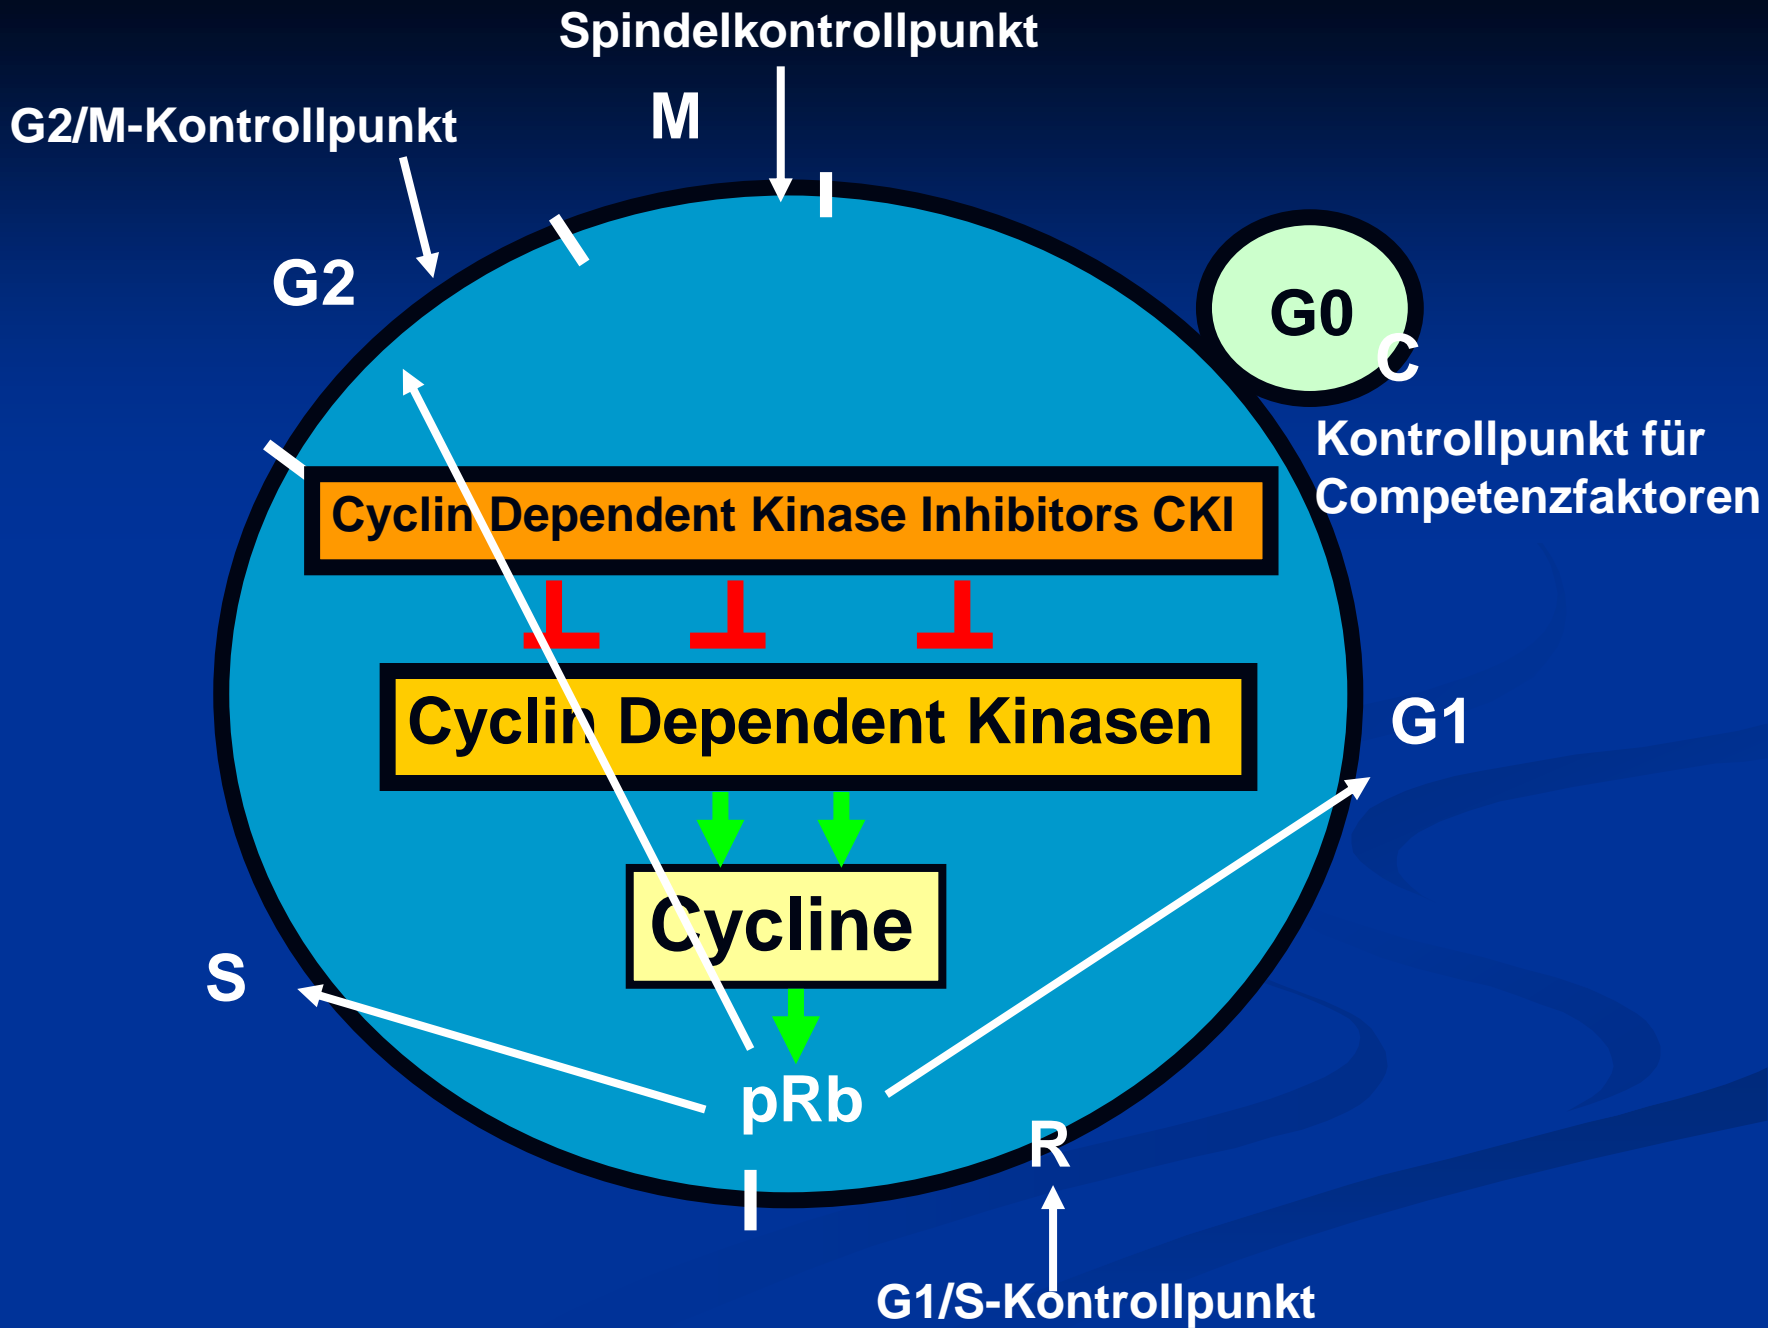 Spindelkontrollpunkt
M
G2/M-Kontrollpunkt
G2
G0
C
Kontrollpunkt für
Competenzfaktoren
Cyclin Dependent Kinase Inhibitors CKI
Cyclin Dependent Kinasen
G1
Cycline
S
pRb
R
G1/S-Kontrollpunkt